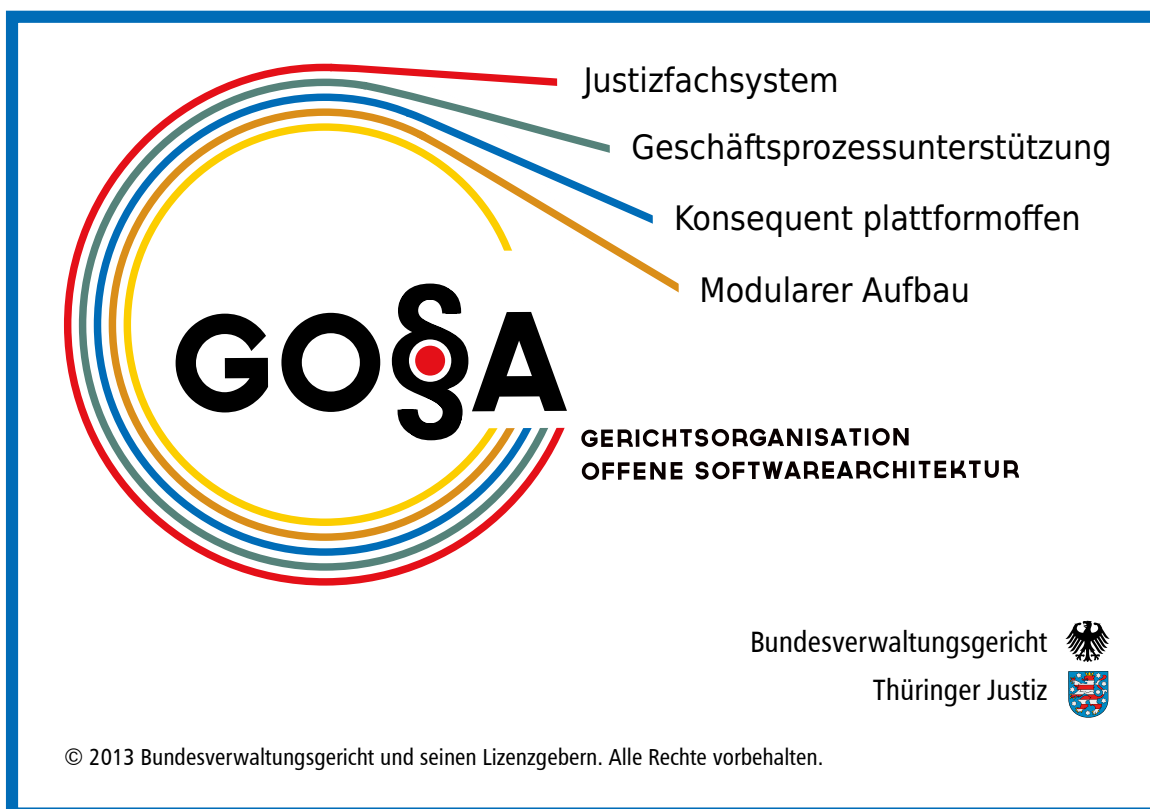 Justizfachsystem
Geschäftsprozessunterstützung
Konsequent plattformoffen
Modularer Aufbau
GO§A
GERICHTSORGANISATION
OFFENE SOFTWAREARCHITEKTUR
Bundesverwaltungsgericht
Thüringer Justiz
© 2013 Bundesverwaltungsgericht und seinen Lizenzgebern. Alle Rechte vorbehalten.